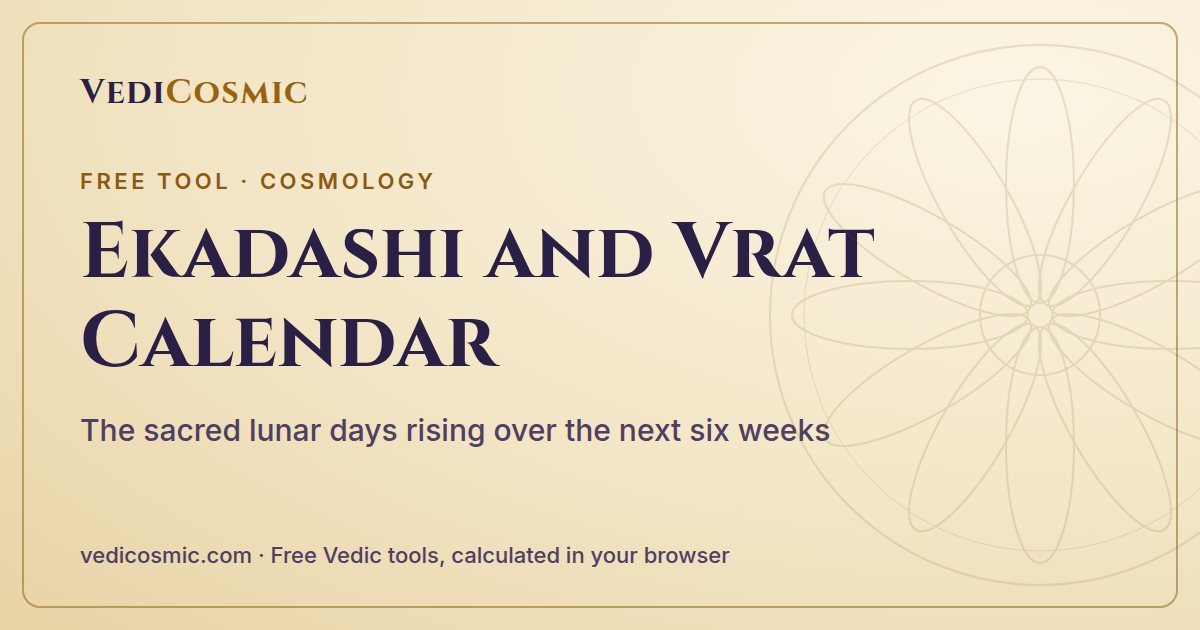 VediCosmic
FREE TOOL · COSMOLOGY
Ekadashi and Vrat
Calendar
The sacred lunar days rising over the next six weeks
vedicosmic.com · Free Vedic tools, calculated in your browser